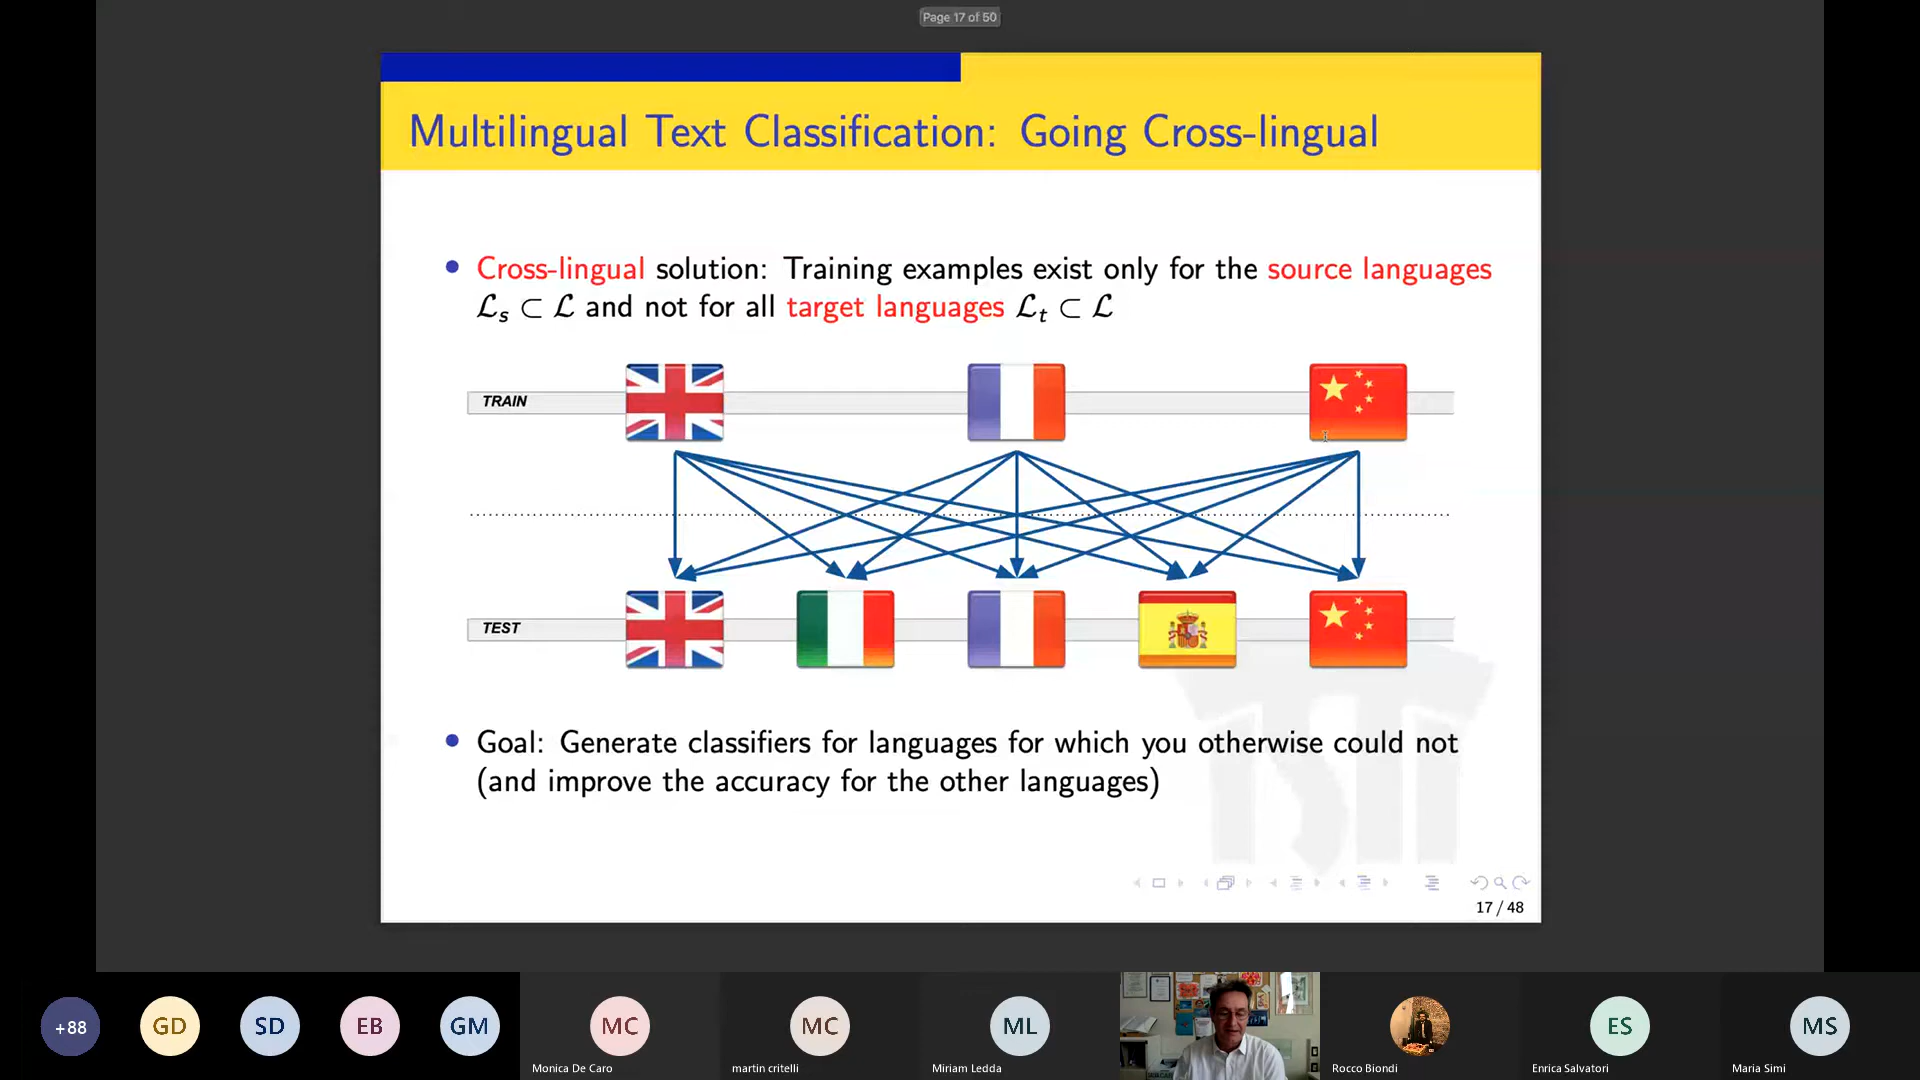 Page 17 of 50
Multilingual Text Classification: Going Cross-lingual
Cross-lingual solution: Training examples exist only for the source languages
ℒs ⊂ ℒ and not for all target languages ℒt ⊂ ℒ
TRAIN
TEST
Goal: Generate classifiers for languages for which you otherwise could not
(and improve the accuracy for the other languages)
17 / 48
+88
GD
SD
EB
GM
MC
MC
ML
ES
MS
Monica De Caro
martin critelli
Miriam Ledda
Rocco Biondi
Enrica Salvatori
Maria Simi